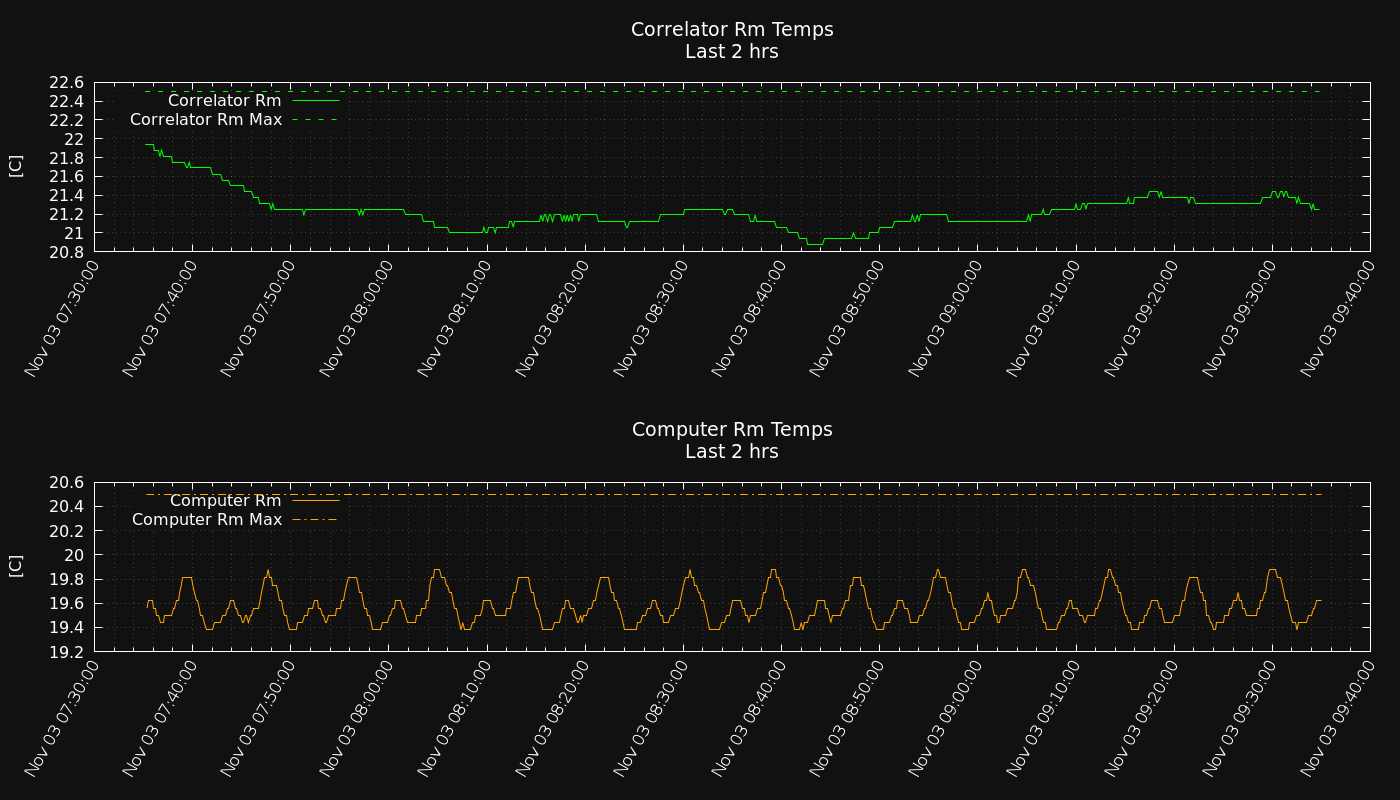 Correlator Rm Temps
Last 2 hrs
[C]
22.6
22.4
22.2
22
21.8
21.6
21.4
21.2
21
20.8
Correlator Rm
Correlator Rm Max
Nov 03 07:30:00
Nov 03 07:40:00
Nov 03 07:50:00
Nov 03 08:00:00
Nov 03 08:10:00
Nov 03 08:20:00
Nov 03 08:30:00
Nov 03 08:40:00
Nov 03 08:50:00
Nov 03 09:00:00
Nov 03 09:10:00
Nov 03 09:20:00
Nov 03 09:30:00
Nov 03 09:40:00
Computer Rm Temps
Last 2 hrs
[C]
20.6
20.4
20.2
20
19.8
19.6
19.4
19.2
Computer Rm
Computer Rm Max
Nov 03 07:30:00
Nov 03 07:40:00
Nov 03 07:50:00
Nov 03 08:00:00
Nov 03 08:10:00
Nov 03 08:20:00
Nov 03 08:30:00
Nov 03 08:40:00
Nov 03 08:50:00
Nov 03 09:00:00
Nov 03 09:10:00
Nov 03 09:20:00
Nov 03 09:30:00
Nov 03 09:40:00